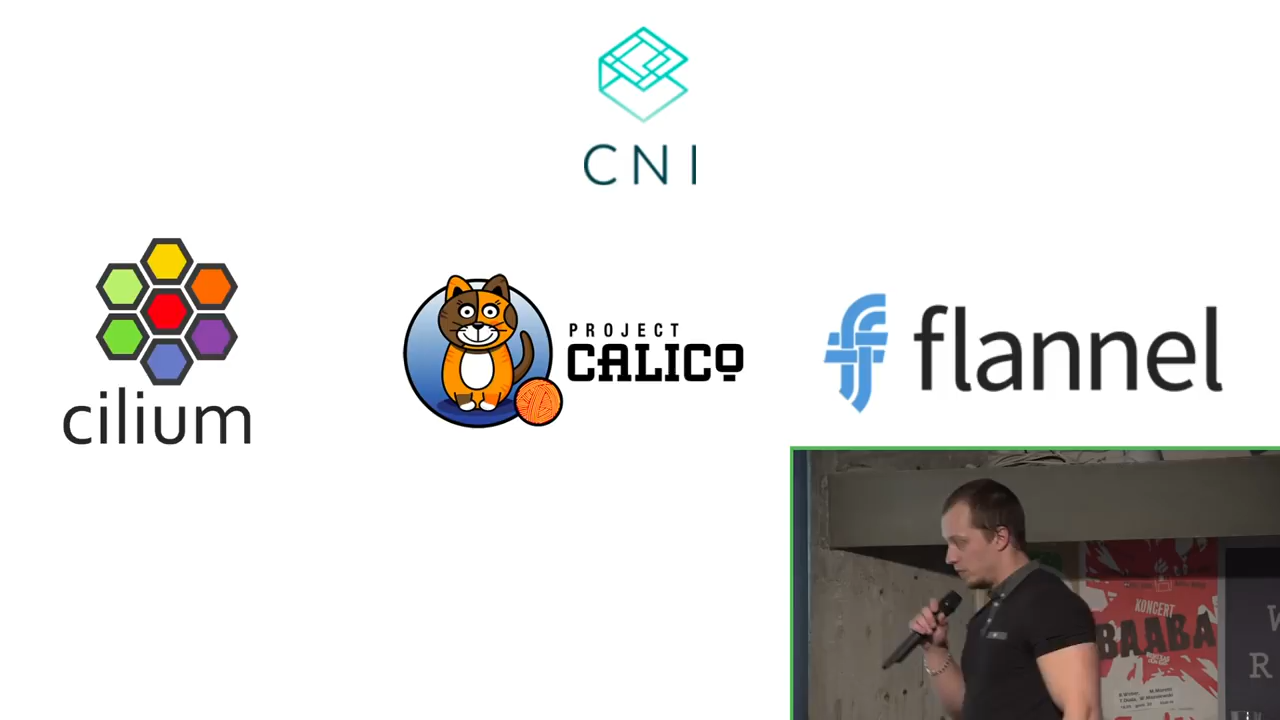 CNI
cilium
PROJECT
CALICO
flannel
KONCERT
BAABA
W
R